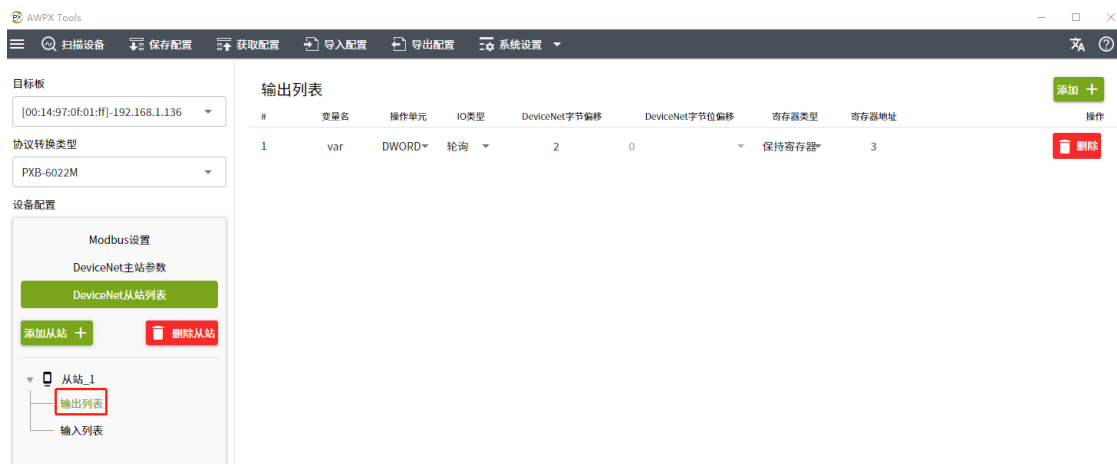 AWPX Tools
扫描设备 保存配置 获取配置 导入配置 导出配置 系统设置
目标板
[00:14:97:0f:01:ff]-192.168.1.136
协议转换类型
PXB-6022M
设备配置
Modbus设置
DeviceNet主站参数
DeviceNet从站列表
添加从站 删除从站
从站_1
输出列表
输入列表
输出列表 添加
# 变量名 操作单元 IO类型 DeviceNet字节偏移 DeviceNet字节位偏移 寄存器类型 寄存器地址 操作
1 var DWORD 轮询 2 0 保持寄存器 3 删除